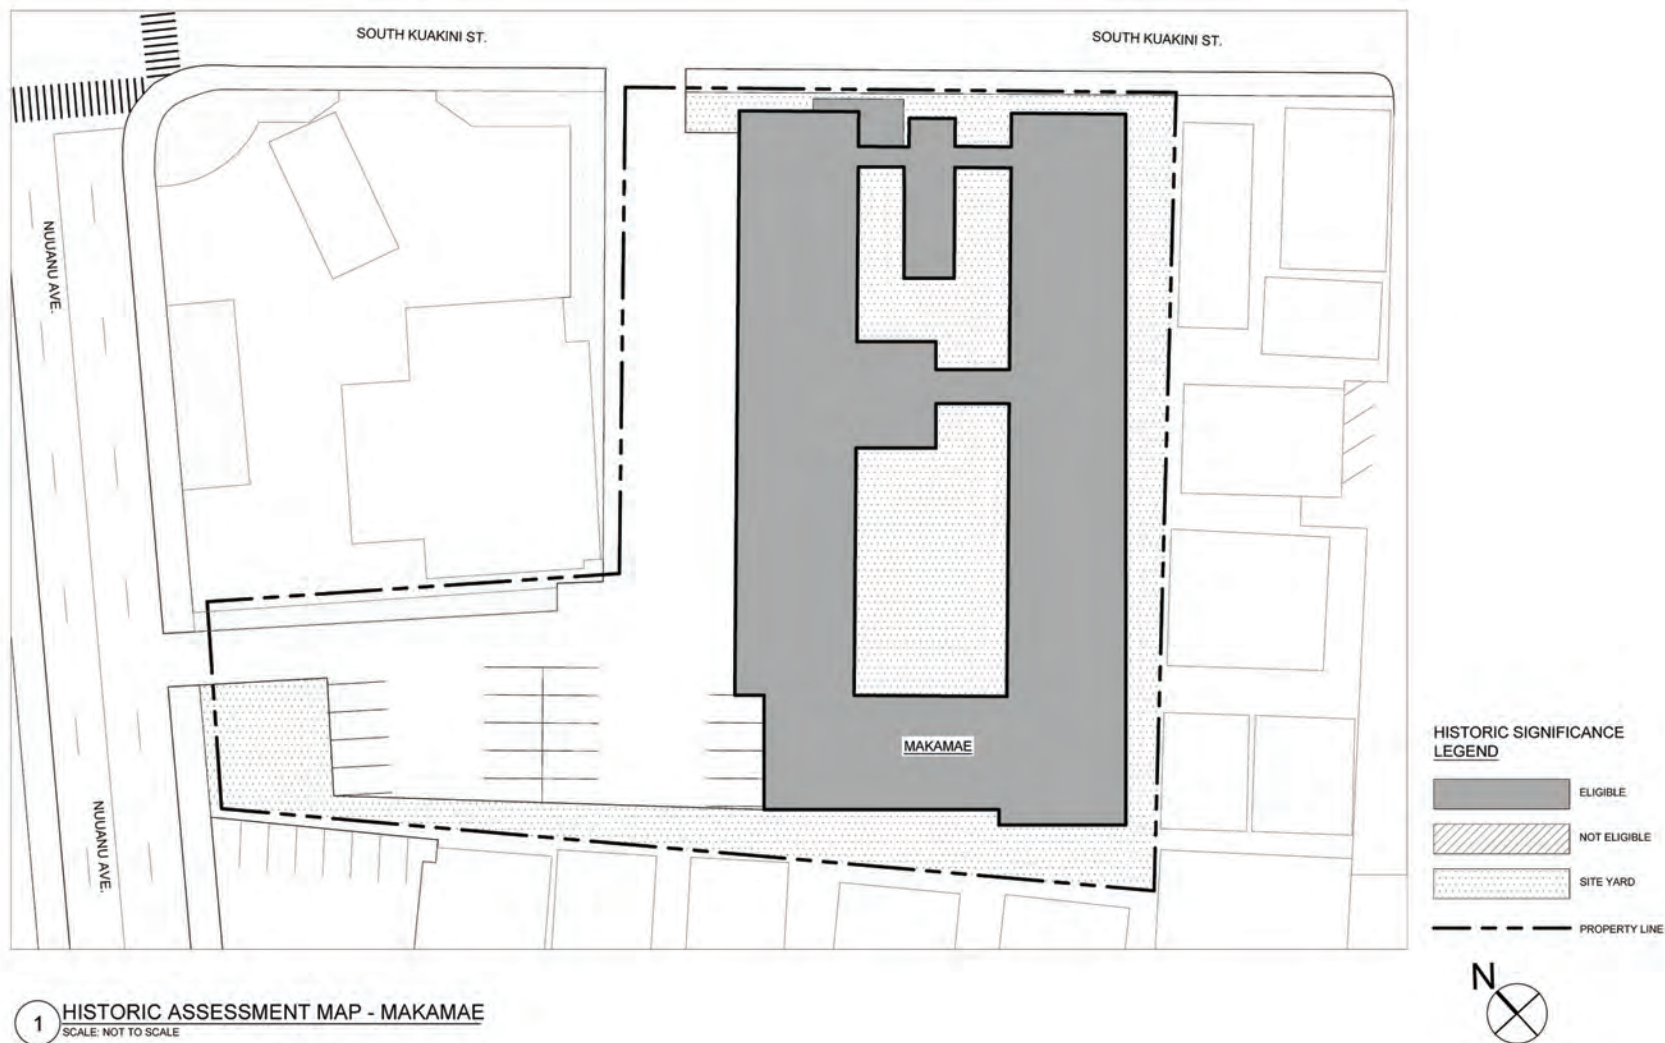 SOUTH KUAKINI ST.
SOUTH KUAKINI ST.
NUUANU AVE.
NUUANU AVE.
MAKAMAE
HISTORIC SIGNIFICANCE
LEGEND
ELIGIBLE
NOT ELIGIBLE
SITE YARD
PROPERTY LINE
N
1
HISTORIC ASSESSMENT MAP - MAKAMAE
SCALE: NOT TO SCALE